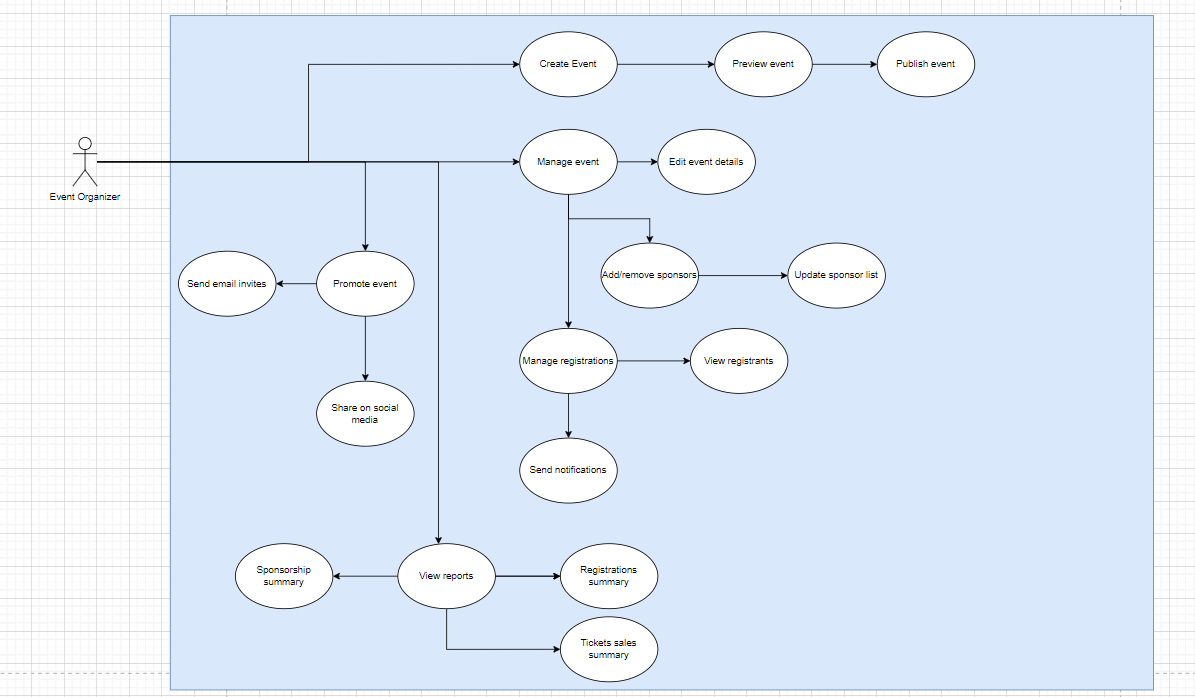 Create Event
Preview event
Publish event
Manage event
Edit event details
Event Organizer
Add/remove sponsors
Update sponsor list
Send email invites
Promote event
Manage registrations
View registrants
Share on social
media
Send notifications
Sponsorship
summary
View reports
Registrations
summary
Tickets sales
summary